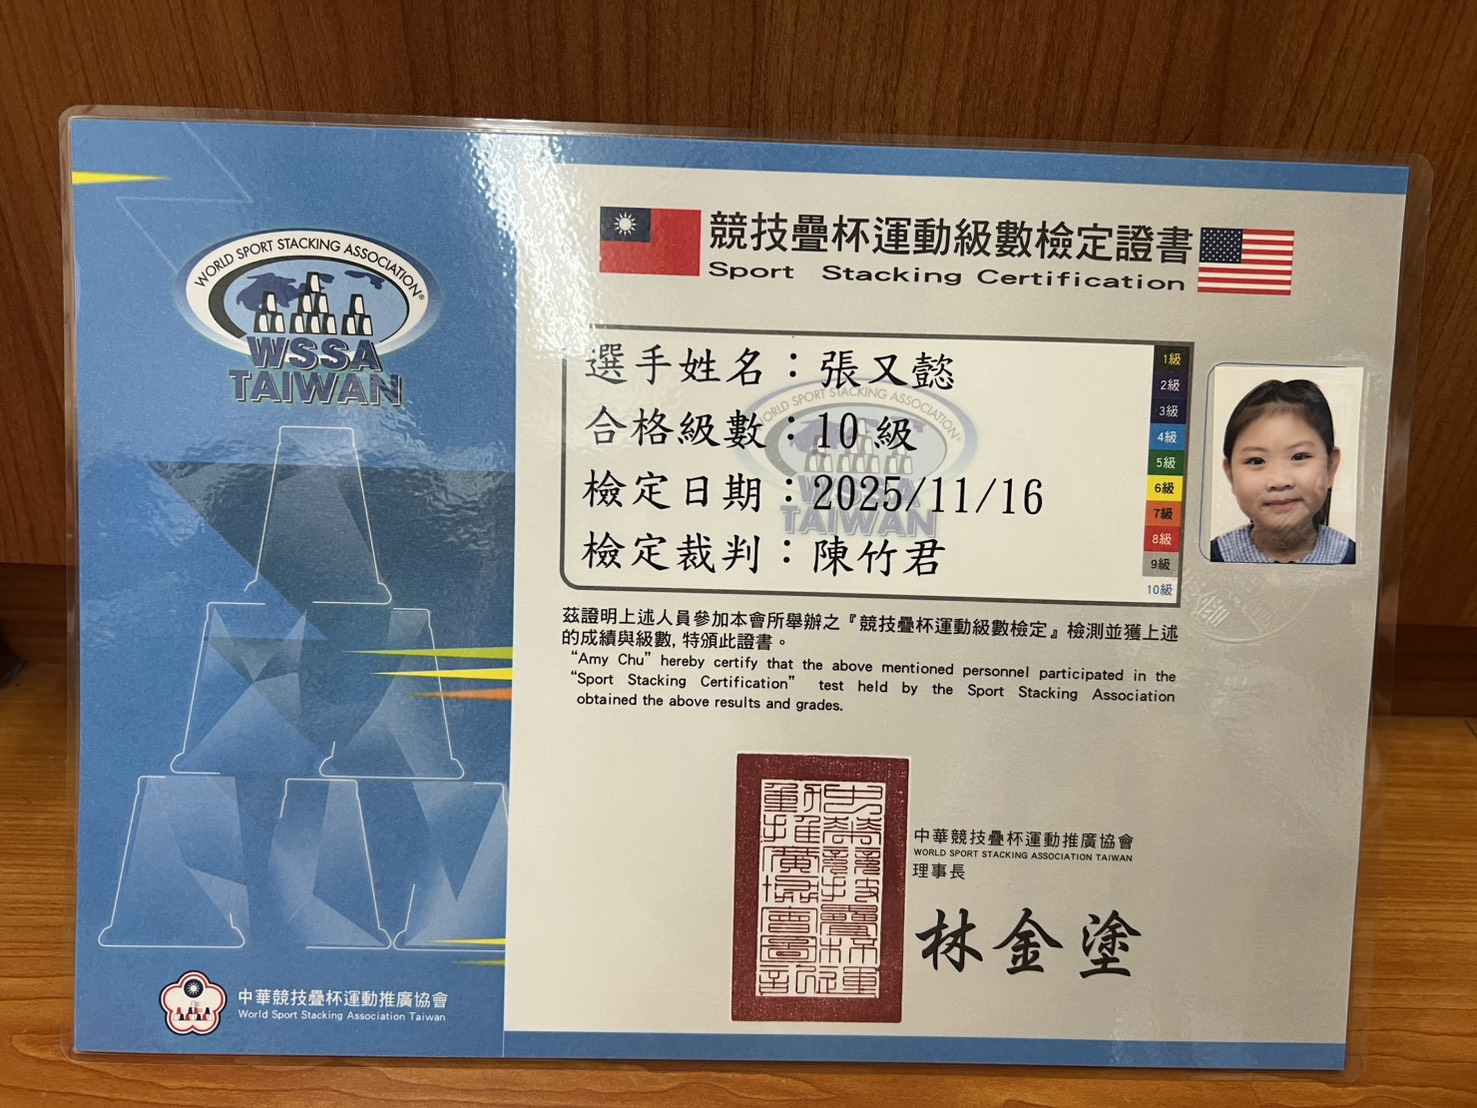 WORLD SPORT STACKING ASSOCIATION®
WSSA
TAIWAN
競技疊杯運動級數檢定證書
Sport Stacking Certification
選手姓名：張又懿
合格級數：10 級
檢定日期：2025/11/16
檢定裁判：陳竹君
WORLD SPORT STACKING ASSOCIATION®
WSSA
TAIWAN
1級
2級
3級
4級
5級
6級
7級
8級
9級
10級
茲證明上述人員參加本會所舉辦之『競技疊杯運動級數檢定』檢測並獲上述
的成績與級數, 特頒此證書。
“Amy Chu” hereby certify that the above mentioned personnel participated in the
“Sport Stacking Certification” test held by the Sport Stacking Association
obtained the above results and grades.
中華競技疊杯運動推廣協會
WORLD SPORT STACKING ASSOCIATION TAIWAN
理事長
林金塗
中華競技疊杯運動推廣協會
World Sport Stacking Association Taiwan